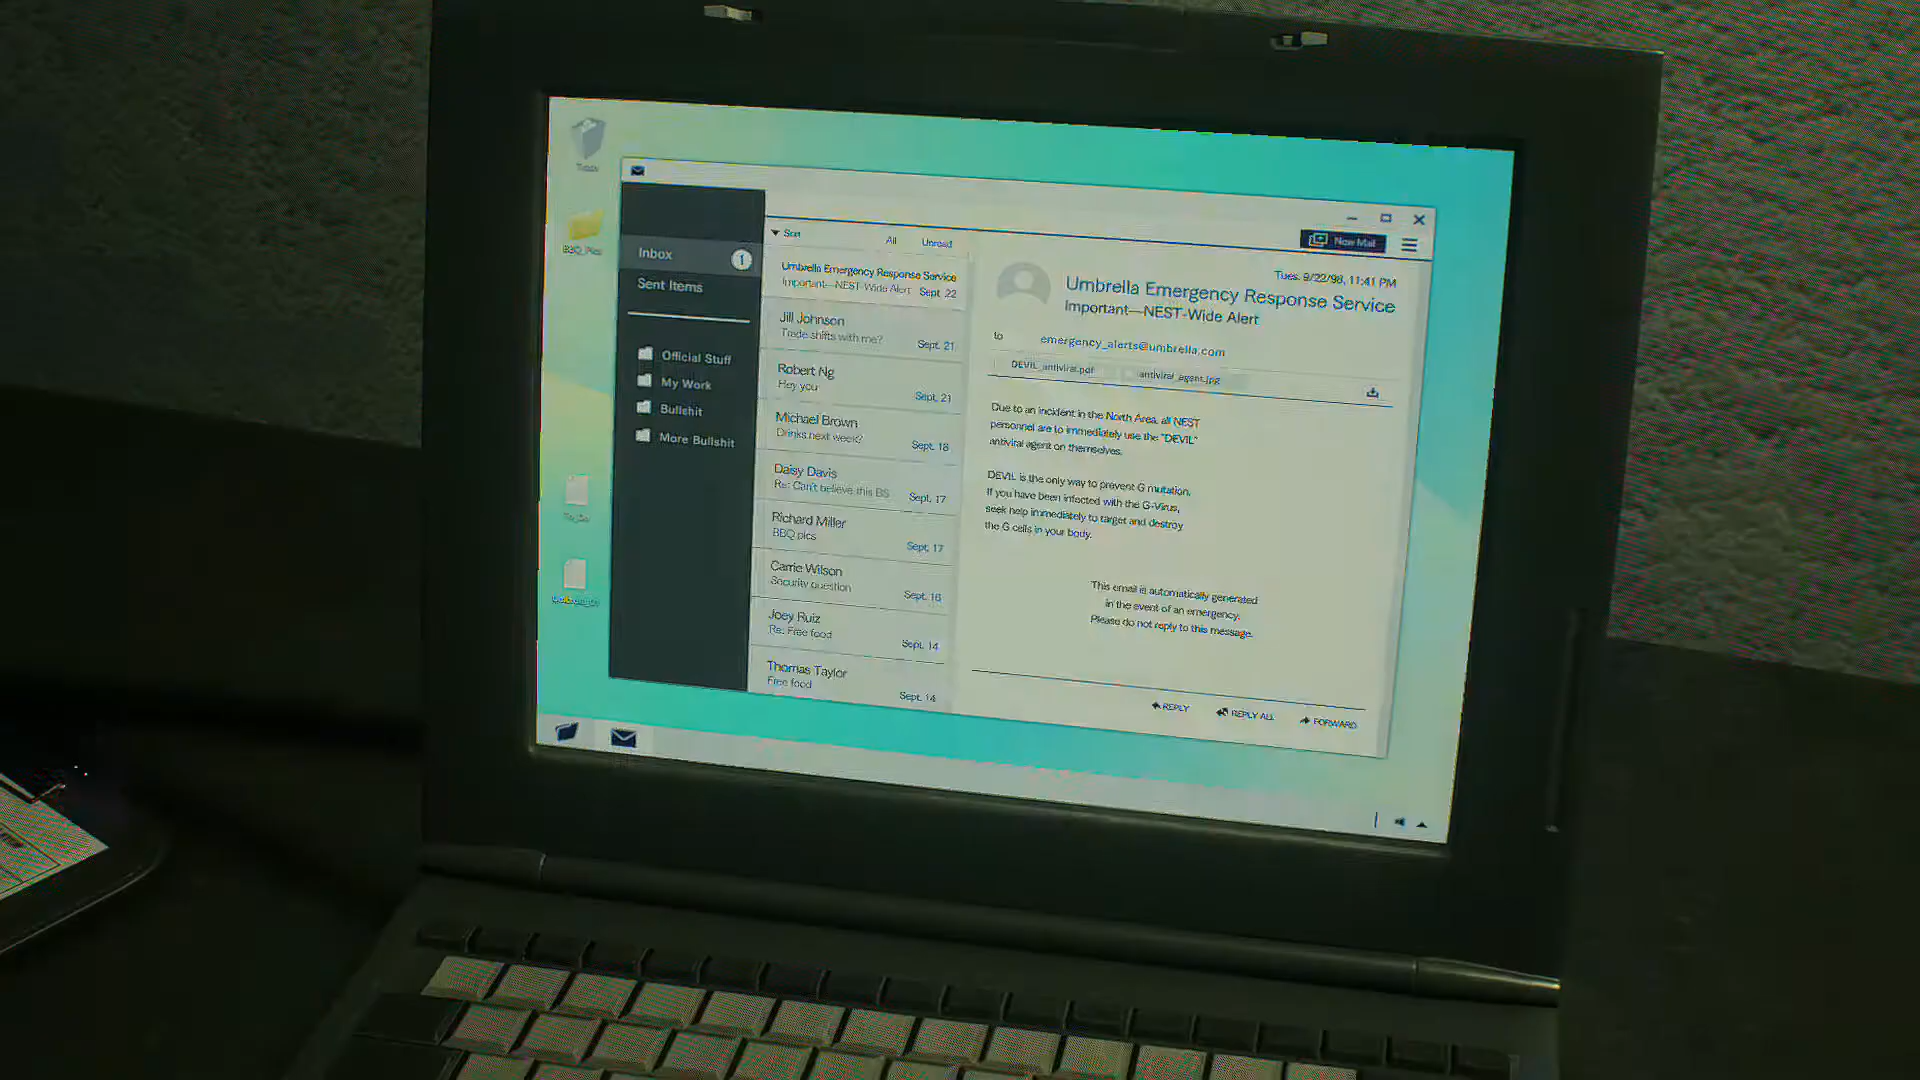 Trash
BBQ_Pics
Inbox
1
Sent Items
Official Stuff
My Work
Bullshit
More Bullshit
Sort
All
Unread
Umbrella Emergency Response Service
Important—NEST-Wide Alert
Sept. 22
Jill Johnson
Trade shifts with me?
Sept. 21
Robert Ng
Hey you
Sept. 21
Michael Brown
Drinks next week?
Sept. 18
Daisy Davis
Re: Can't believe this BS
Sept. 17
Richard Miller
BBQ pics
Sept. 17
Carrie Wilson
Security question
Sept. 16
Joey Ruiz
Re: Free food
Sept. 14
Thomas Taylor
Free food
Sept. 14
New Mail
Tues. 9/22/98, 11:41 PM
Umbrella Emergency Response Service
Important—NEST-Wide Alert
to
emergency_alerts@umbrella.com
DEVIL_antiviral.pdf
antiviral_agent.jpg
Due to an incident in the North Area, all NEST
personnel are to immediately use the "DEVIL"
antiviral agent on themselves.
DEVIL is the only way to prevent G mutation.
If you have been infected with the G-Virus,
seek help immediately to target and destroy
the G cells in your body.
This email is automatically generated
in the event of an emergency.
Please do not reply to this message.
REPLY
REPLY ALL
FORWARD